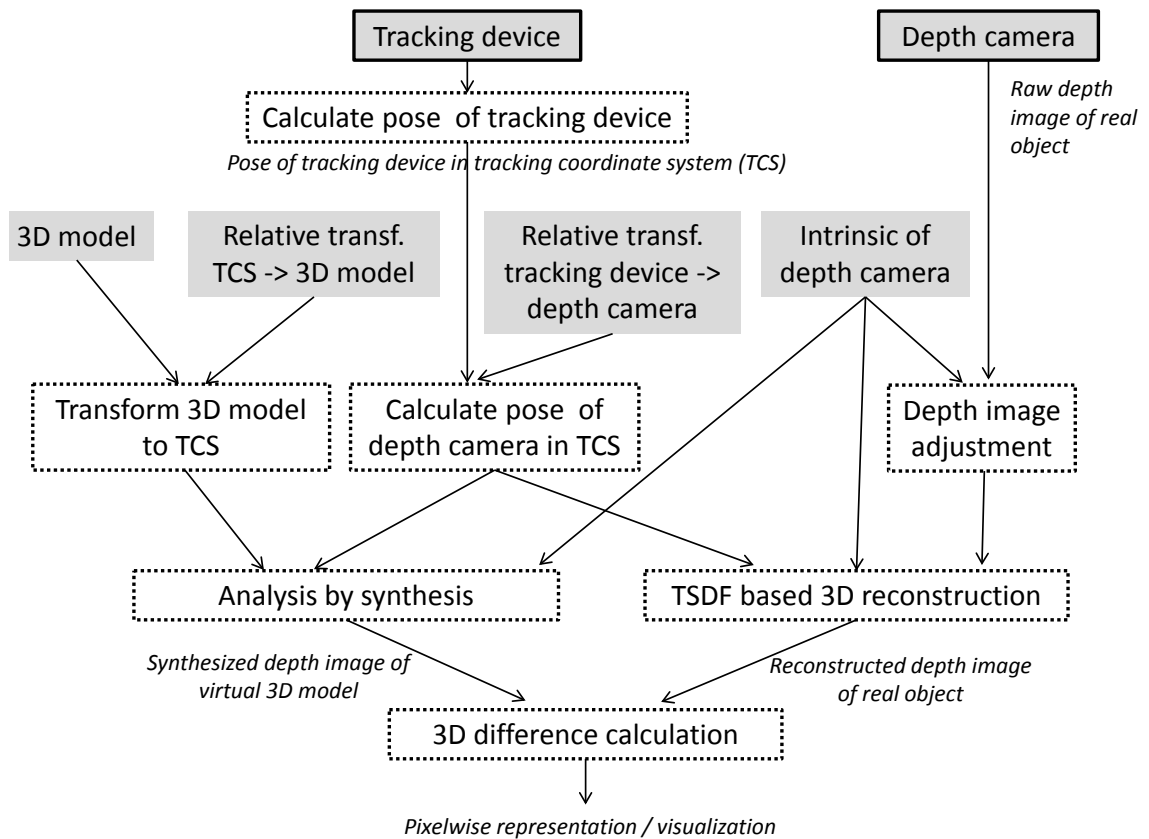 Tracking device
Depth camera
Raw depth
image of real
object
Calculate pose of tracking device
Pose of tracking device in tracking coordinate system (TCS)
3D model
Relative transf.
TCS -> 3D model
Relative transf.
tracking device ->
depth camera
Intrinsic of
depth camera
Transform 3D model
to TCS
Calculate pose of
depth camera in TCS
Depth image
adjustment
Analysis by synthesis
TSDF based 3D reconstruction
Synthesized depth image of
virtual 3D model
Reconstructed depth image
of real object
3D difference calculation
Pixelwise representation / visualization